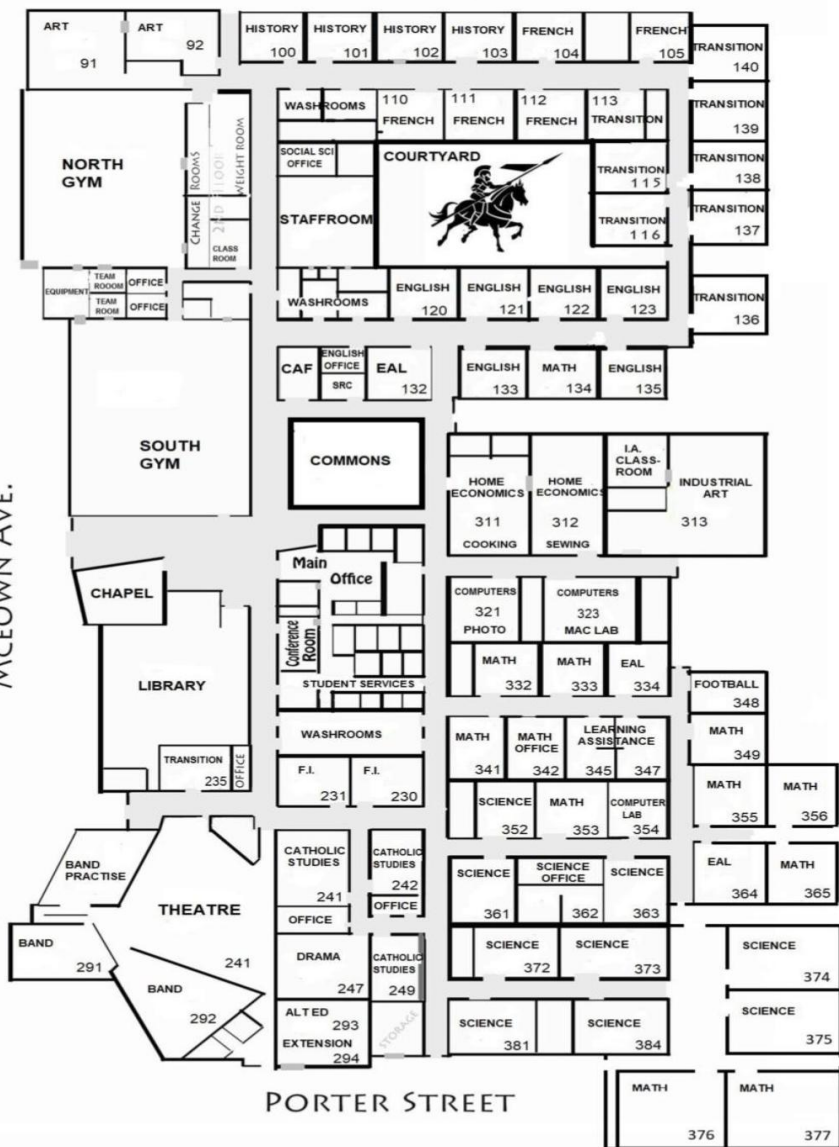 ART
91
ART
92
HISTORY
100
HISTORY
101
HISTORY
102
HISTORY
103
FRENCH
104
FRENCH
105
TRANSITION
140
WASHROOMS
110
FRENCH
111
FRENCH
112
FRENCH
113
TRANSITION
TRANSITION
139
NORTH
GYM
CHANGE ROOMS
2ND FLOOR
WEIGHT ROOM
CLASS
ROOM
SOCIAL SCI
OFFICE
STAFFROOM
COURTYARD
TRANSITION
115
TRANSITION
116
TRANSITION
138
TRANSITION
137
EQUIPMENT
TEAM
ROOOM
OFFICE
TEAM
ROOM
OFFICE
WASHROOMS
ENGLISH
120
ENGLISH
121
ENGLISH
122
ENGLISH
123
TRANSITION
136
CAF
ENGLISH
OFFICE
SRC
EAL
132
ENGLISH
133
MATH
134
ENGLISH
135
SOUTH
GYM
COMMONS
HOME
ECONOMICS
311
COOKING
HOME
ECONOMICS
312
SEWING
I.A.
CLASS-
ROOM
INDUSTRIAL
ART
313
MCEOWN AVE.
Main
Office
Conference
Room
STUDENT SERVICES
CHAPEL
COMPUTERS
321
PHOTO
COMPUTERS
323
MAC LAB
LIBRARY
MATH
332
MATH
333
EAL
334
FOOTBALL
348
WASHROOMS
MATH
341
MATH
OFFICE
342
LEARNING
ASSISTANCE
345
347
MATH
349
TRANSITION
235
OFFICE
F.I.
231
F.I.
230
SCIENCE
352
MATH
353
COMPUTER
LAB
354
MATH
355
MATH
356
BAND
PRACTISE
THEATRE
241
CATHOLIC
STUDIES
241
OFFICE
CATHOLIC
STUDIES
242
OFFICE
SCIENCE
361
SCIENCE
OFFICE
362
SCIENCE
363
EAL
364
MATH
365
BAND
291
BAND
292
DRAMA
247
CATHOLIC
STUDIES
249
SCIENCE
372
SCIENCE
373
SCIENCE
374
ALT ED
293
EXTENSION
294
STORAGE
SCIENCE
381
SCIENCE
384
SCIENCE
375
MATH
376
MATH
377
PORTER STREET